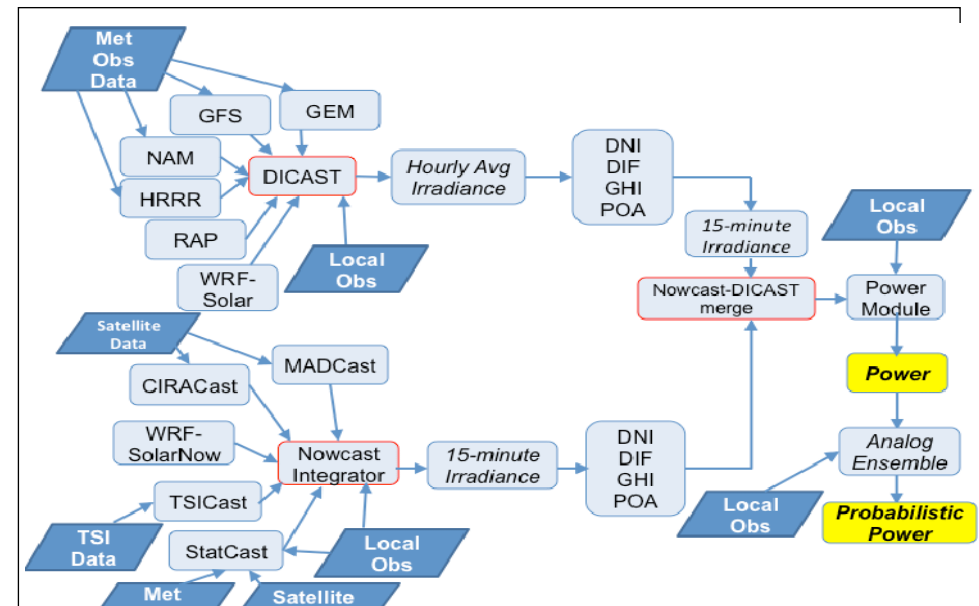 Met
Obs
Data
GFS
GEM
NAM
DICAST
HRRR
RAP
WRF-
Solar
Local
Obs
Hourly Avg
Irradiance
DNI
DIF
GHI
POA
15-minute
Irradiance
Local
Obs
Nowcast-DICAST
merge
Power
Module
Power
Satellite
Data
MADCast
CIRACast
WRF-
SolarNow
Nowcast
Integrator
15-minute
Irradiance
DNI
DIF
GHI
POA
Analog
Ensemble
TSICast
TSI
Data
StatCast
Local
Obs
Local
Obs
Probabilistic
Power
Met
Satellite